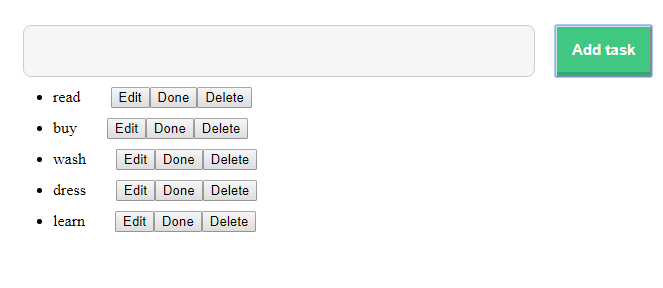 Add task
read Edit Done Delete
buy Edit Done Delete
wash Edit Done Delete
dress Edit Done Delete
learn Edit Done Delete